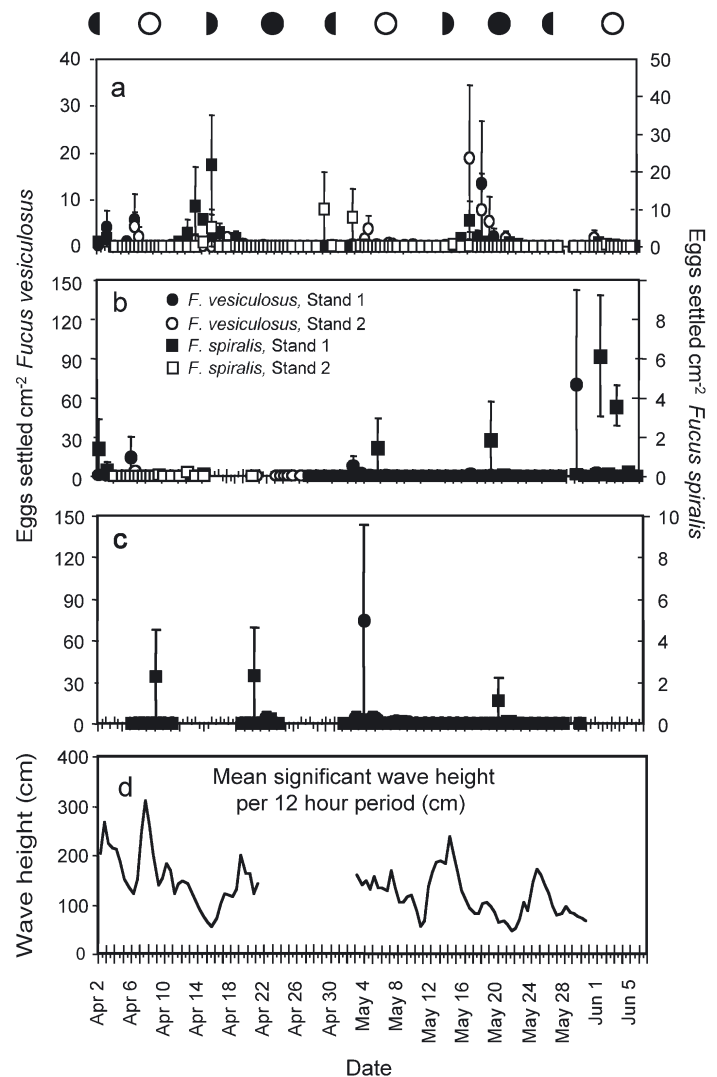 40
30
20
10
0
a
50
40
30
20
10
0
Eggs settled cm-2 Fucus vesiculosus
Eggs settled cm-2 Fucus spiralis
150
120
90
60
30
0
b
F. vesiculosus, Stand 1
F. vesiculosus, Stand 2
F. spiralis, Stand 1
F. spiralis, Stand 2
8
6
4
2
0
150
120
90
60
30
0
c
10
8
6
4
2
0
Wave height (cm)
400
300
200
100
0
d
Mean significant wave height
per 12 hour period (cm)
Apr 2
Apr 6
Apr 10
Apr 14
Apr 18
Apr 22
Apr 26
Apr 30
May 4
May 8
May 12
May 16
May 20
May 24
May 28
Jun 1
Jun 5
Date